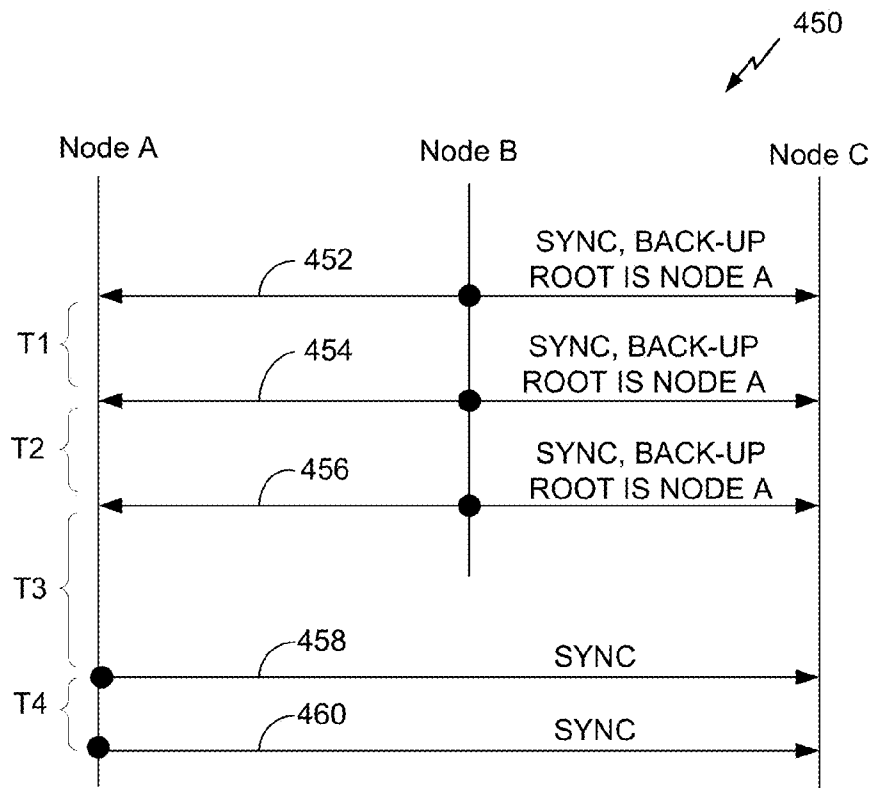 450
Node A
Node B
Node C
452
SYNC, BACK-UP
ROOT IS NODE A
T1
454
SYNC, BACK-UP
ROOT IS NODE A
T2
456
SYNC, BACK-UP
ROOT IS NODE A
T3
458
SYNC
T4
460
SYNC